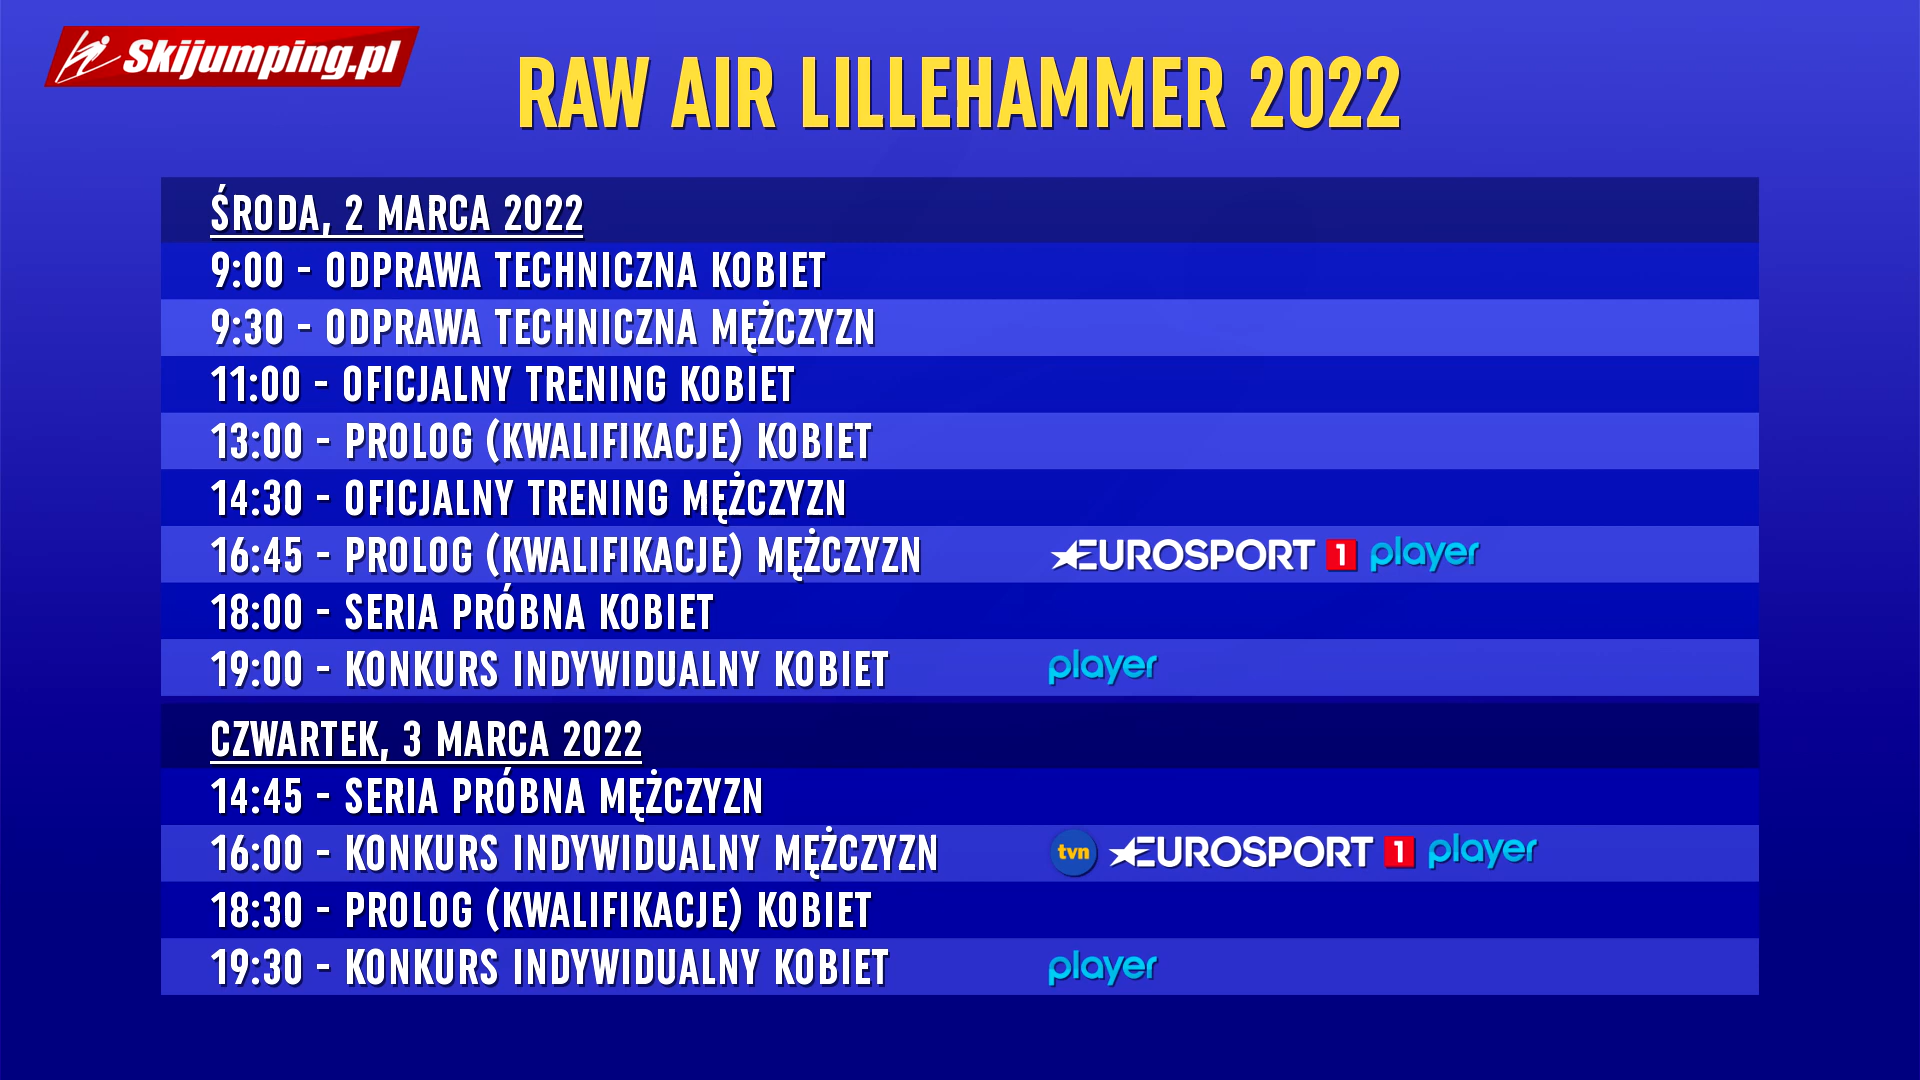 Skijumping.pl
RAW AIR LILLEHAMMER 2022
ŚRODA, 2 MARCA 2022
9:00 - ODPRAWA TECHNICZNA KOBIET
9:30 - ODPRAWA TECHNICZNA MĘŻCZYZN
11:00 - OFICJALNY TRENING KOBIET
13:00 - PROLOG (KWALIFIKACJE) KOBIET
14:30 - OFICJALNY TRENING MĘŻCZYZN
16:45 - PROLOG (KWALIFIKACJE) MĘŻCZYZN EUROSPORT 1 player
18:00 - SERIA PRÓBNA KOBIET
19:00 - KONKURS INDYWIDUALNY KOBIET player
CZWARTEK, 3 MARCA 2022
14:45 - SERIA PRÓBNA MĘŻCZYZN
16:00 - KONKURS INDYWIDUALNY MĘŻCZYZN tvn EUROSPORT 1 player
18:30 - PROLOG (KWALIFIKACJE) KOBIET
19:30 - KONKURS INDYWIDUALNY KOBIET player